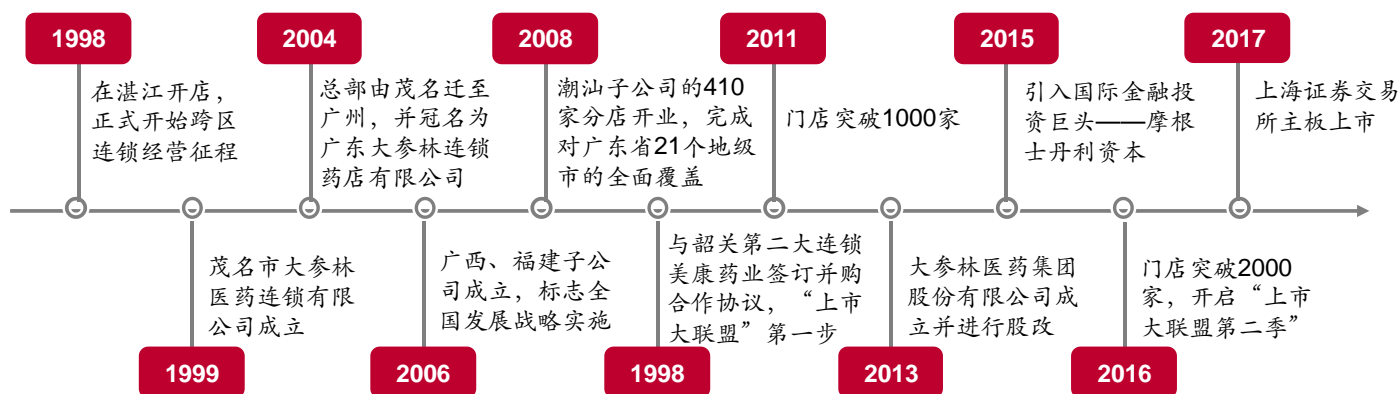 1998
在湛江开店，
正式开始跨区
连锁经营征程
1999
茂名市大参林
医药连锁有限
公司成立
2004
总部由茂名迁至
广州，并冠名为
广东大参林连锁
药店有限公司
2006
广西、福建子公
司成立，标志全
国发展战略实施
2008
潮汕子公司的410
家分店开业，完成
对广东省21个地级
市的全面覆盖
1998
与韶关第二大连锁
美康药业签订并购
合作协议，“上市
大联盟”第一步
2011
门店突破1000家
2013
大参林医药集团
股份有限公司成
立并进行股改
2015
引入国际金融投
资巨头——摩根
士丹利资本
2016
门店突破2000
家，开启“上市
大联盟第二季”
2017
上海证券交易
所主板上市